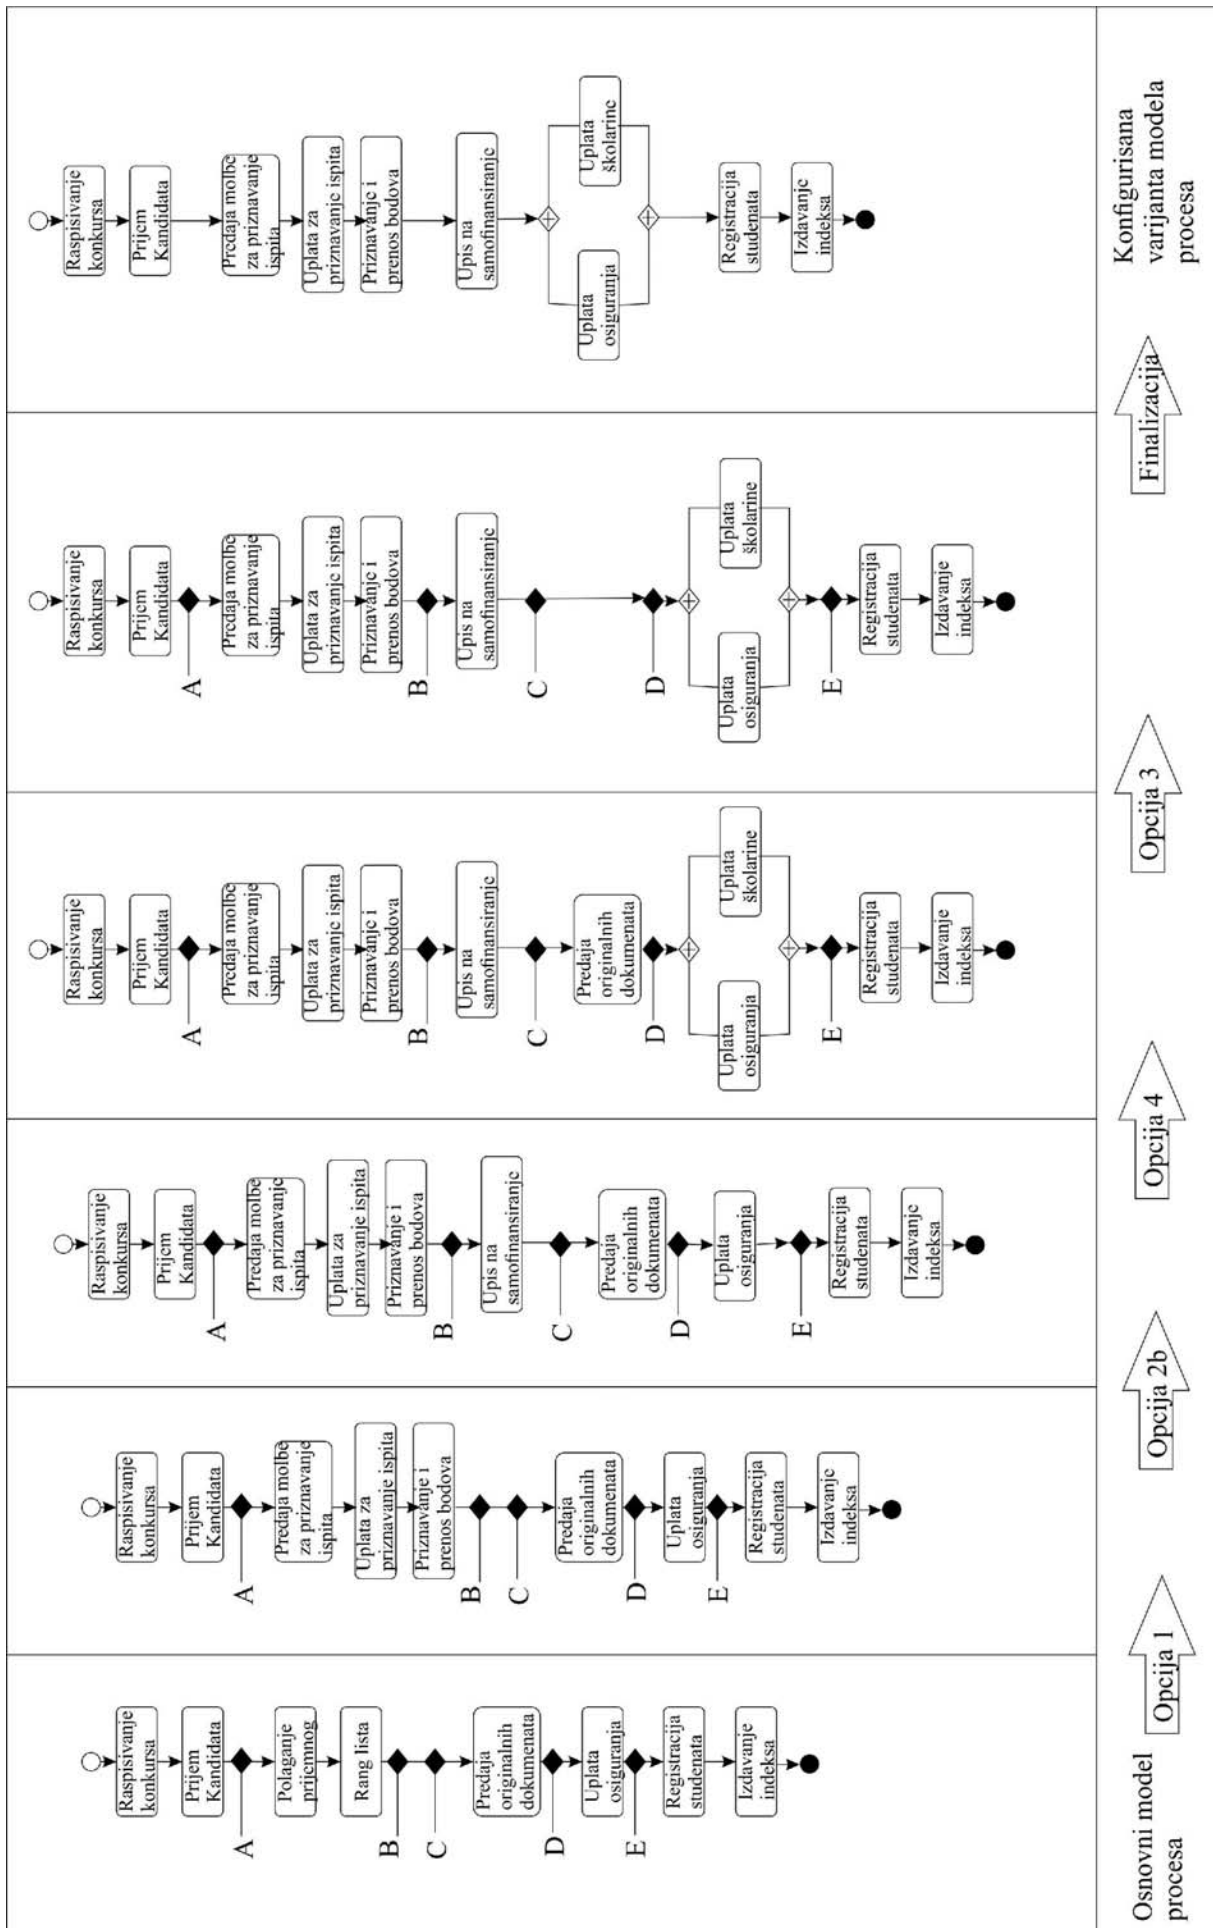 Raspisivanje
konkursa
Prijem
Kandidata
A
Polaganje
prijemnog
Rang lista
B
C
Predaja
originalnih
dokumenata
D
Uplata
osiguranja
E
Registracija
studenata
Izdavanje
indeksa
Osnovni model
procesa
Opcija 1
Raspisivanje
konkursa
Prijem
Kandidata
A
Predaja molbe
za priznavanje
ispita
Uplata za
priznavanje ispita
Priznavanje i
prenos bodova
B
C
Predaja
originalnih
dokumenata
D
Uplata
osiguranja
E
Registracija
studenata
Izdavanje
indeksa
Opcija 2b
Raspisivanje
konkursa
Prijem
Kandidata
A
Predaja molbe
za priznavanje
ispita
Uplata za
priznavanje ispita
Priznavanje i
prenos bodova
B
Upis na
samofinansiranje
C
Predaja
originalnih
dokumenata
D
Uplata
osiguranja
E
Registracija
studenata
Izdavanje
indeksa
Opcija 4
Raspisivanje
konkursa
Prijem
Kandidata
A
Predaja molbe
za priznavanje
ispita
Uplata za
priznavanje ispita
Priznavanje i
prenos bodova
B
Upis na
samofinansiranje
C
Predaja
originalnih
dokumenata
D
Uplata
osiguranja
Uplata
školarine
E
Registracija
studenata
Izdavanje
indeksa
Opcija 3
Raspisivanje
konkursa
Prijem
Kandidata
A
Predaja molbe
za priznavanje
ispita
Uplata za
priznavanje ispita
Priznavanje i
prenos bodova
B
Upis na
samofinansiranje
C
D
Uplata
osiguranja
Uplata
školarine
E
Registracija
studenata
Izdavanje
indeksa
Finalizacija
Raspisivanje
konkursa
Prijem
Kandidata
Predaja molbe
za priznavanje
ispita
Uplata za
priznavanje ispita
Priznavanje i
prenos bodova
Upis na
samofinansiranje
Uplata
osiguranja
Uplata
školarine
Registracija
studenata
Izdavanje
indeksa
Konfigurisana
varijanta modela
procesa